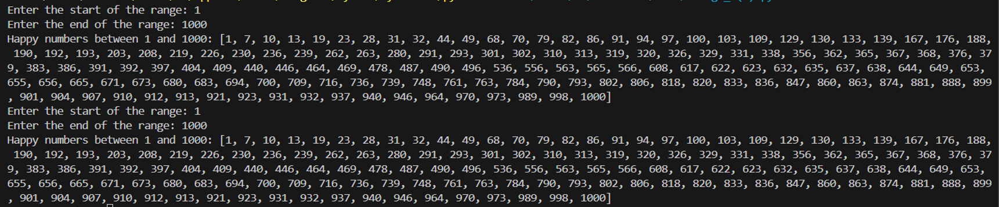 Enter the start of the range: 1
Enter the end of the range: 1000
Happy numbers between 1 and 1000: [1, 7, 10, 13, 19, 23, 28, 31, 32, 44, 49, 68, 70, 79, 82, 86, 91, 94, 97, 100, 103, 109, 129, 130, 133, 139, 167, 176, 188,
 190, 192, 193, 203, 208, 219, 226, 230, 236, 239, 262, 263, 280, 291, 293, 301, 302, 310, 313, 319, 320, 326, 329, 331, 338, 356, 362, 365, 367, 368, 376, 37
9, 383, 386, 391, 392, 397, 404, 409, 440, 446, 464, 469, 478, 487, 490, 496, 536, 556, 563, 565, 566, 608, 617, 622, 623, 632, 635, 637, 638, 644, 649, 653,
655, 656, 665, 671, 673, 680, 683, 694, 700, 709, 716, 736, 739, 748, 761, 763, 784, 790, 793, 802, 806, 818, 820, 833, 836, 847, 860, 863, 874, 881, 888, 899
, 901, 904, 907, 910, 912, 913, 921, 923, 931, 932, 937, 940, 946, 964, 970, 973, 989, 998, 1000]
Enter the start of the range: 1
Enter the end of the range: 1000
Happy numbers between 1 and 1000: [1, 7, 10, 13, 19, 23, 28, 31, 32, 44, 49, 68, 70, 79, 82, 86, 91, 94, 97, 100, 103, 109, 129, 130, 133, 139, 167, 176, 188,
 190, 192, 193, 203, 208, 219, 226, 230, 236, 239, 262, 263, 280, 291, 293, 301, 302, 310, 313, 319, 320, 326, 329, 331, 338, 356, 362, 365, 367, 368, 376, 37
9, 383, 386, 391, 392, 397, 404, 409, 440, 446, 464, 469, 478, 487, 490, 496, 536, 556, 563, 565, 566, 608, 617, 622, 623, 632, 635, 637, 638, 644, 649, 653,
655, 656, 665, 671, 673, 680, 683, 694, 700, 709, 716, 736, 739, 748, 761, 763, 784, 790, 793, 802, 806, 818, 820, 833, 836, 847, 860, 863, 874, 881, 888, 899
, 901, 904, 907, 910, 912, 913, 921, 923, 931, 932, 937, 940, 946, 964, 970, 973, 989, 998, 1000]